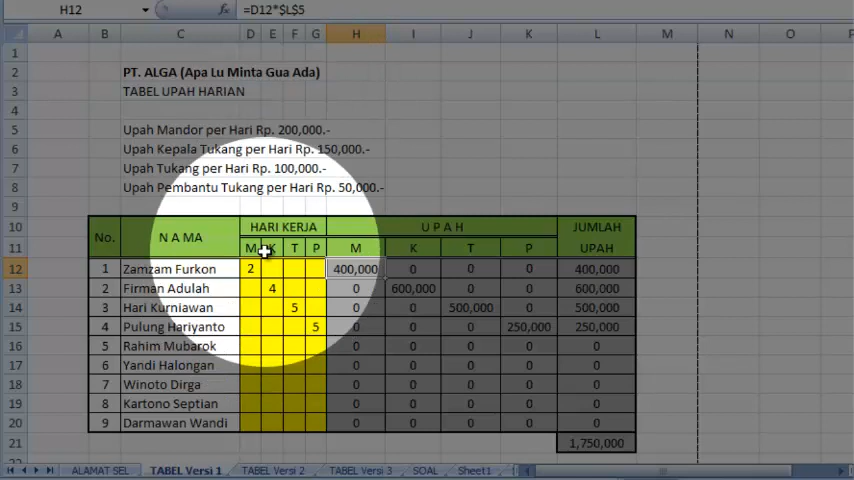 H12 fx =D12*$L$5
A B C D E F G H I J K L M N O P
1
2 PT. ALGA (Apa Lu Minta Gua Ada)
3 TABEL UPAH HARIAN
4
5 Upah Mandor per Hari Rp. 200,000.-
6 Upah Kepala Tukang per Hari Rp. 150,000.-
7 Upah Tukang per Hari Rp. 100,000.-
8 Upah Pembantu Tukang per Hari Rp. 50,000.-
9
10 No. N A M A HARI KERJA U P A H JUMLAH
11 M K T P M K T P UPAH
12 1 Zamzam Furkon 2 400,000 0 0 0 400,000
13 2 Firman Adulah 4 0 600,000 0 0 600,000
14 3 Hari Kurniawan 5 0 0 500,000 0 500,000
15 4 Pulung Hariyanto 5 0 0 0 250,000 250,000
16 5 Rahim Mubarok 0 0 0 0 0
17 6 Yandi Halongan 0 0 0 0 0
18 7 Winoto Dirga 0 0 0 0 0
19 8 Kartono Septian 0 0 0 0 0
20 9 Darmawan Wandi 0 0 0 0 0
21 1,750,000
ALAMAT SEL TABEL Versi 1 TABEL Versi 2 TABEL Versi 3 SOAL Sheet1